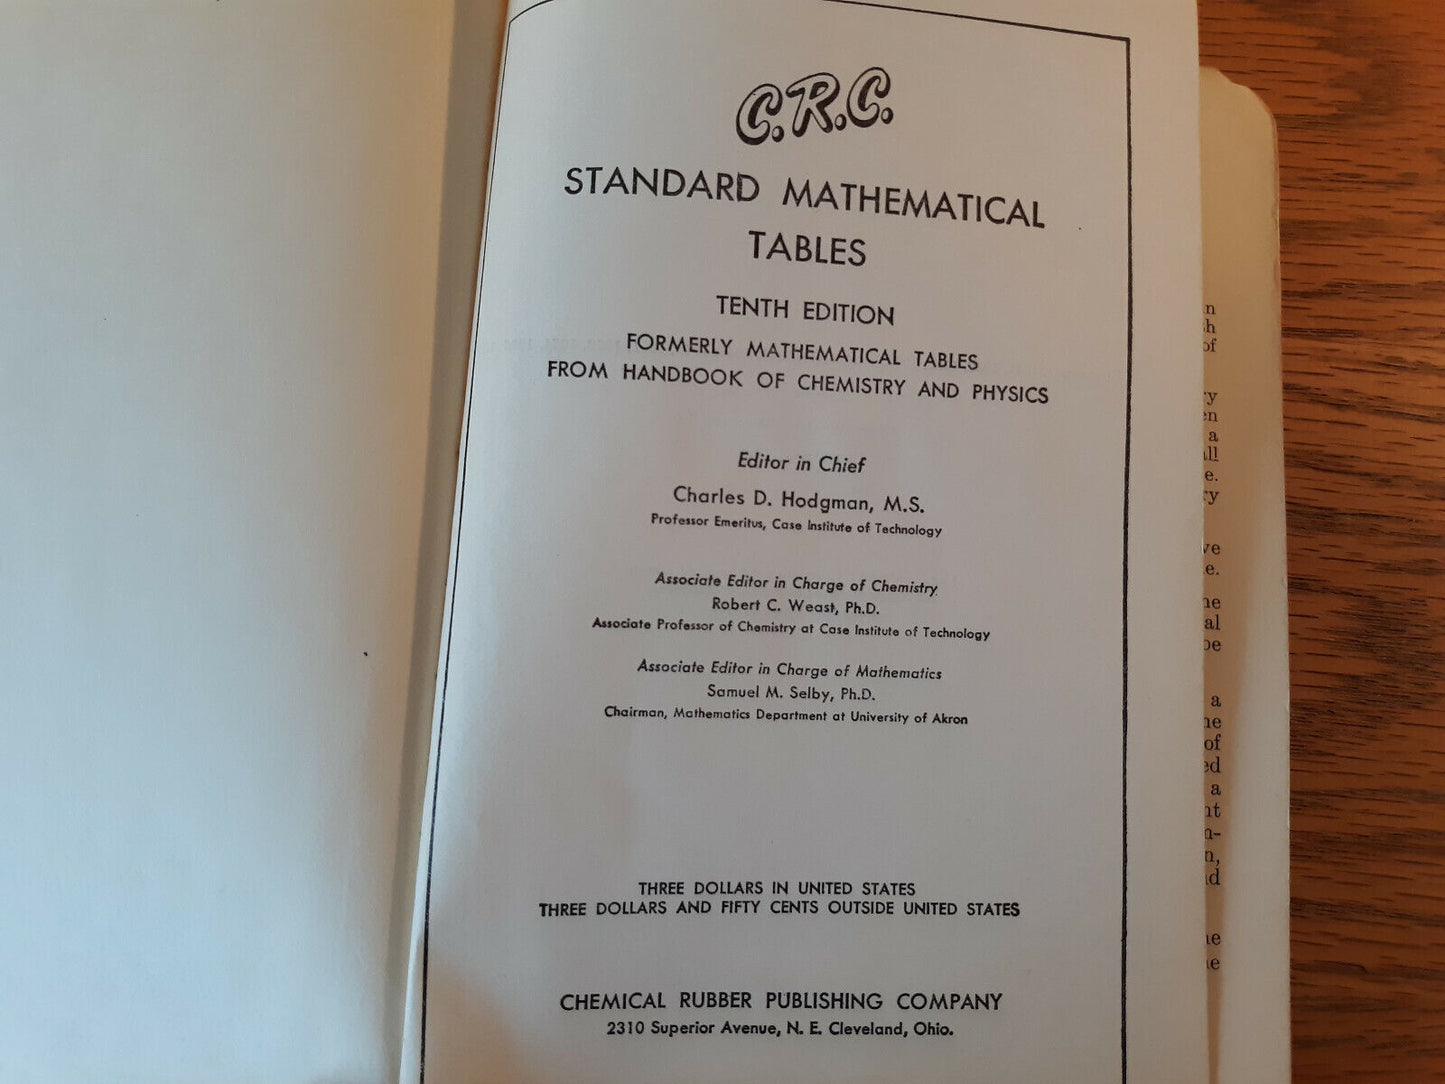 C.R.C.
STANDARD MATHEMATICAL
TABLES
TENTH EDITION
FORMERLY MATHEMATICAL TABLES
FROM HANDBOOK OF CHEMISTRY AND PHYSICS
Editor in Chief
Charles D. Hodgman, M.S.
Professor Emeritus, Case Institute of Technology
Associate Editor in Charge of Chemistry
Robert C. Weast, Ph.D.
Associate Professor of Chemistry at Case Institute of Technology
Associate Editor in Charge of Mathematics
Samuel M. Selby, Ph.D.
Chairman, Mathematics Department at University of Akron
THREE DOLLARS IN UNITED STATES
THREE DOLLARS AND FIFTY CENTS OUTSIDE UNITED STATES
CHEMICAL RUBBER PUBLISHING COMPANY
2310 Superior Avenue, N. E. Cleveland, Ohio.
of
a
a
of
a